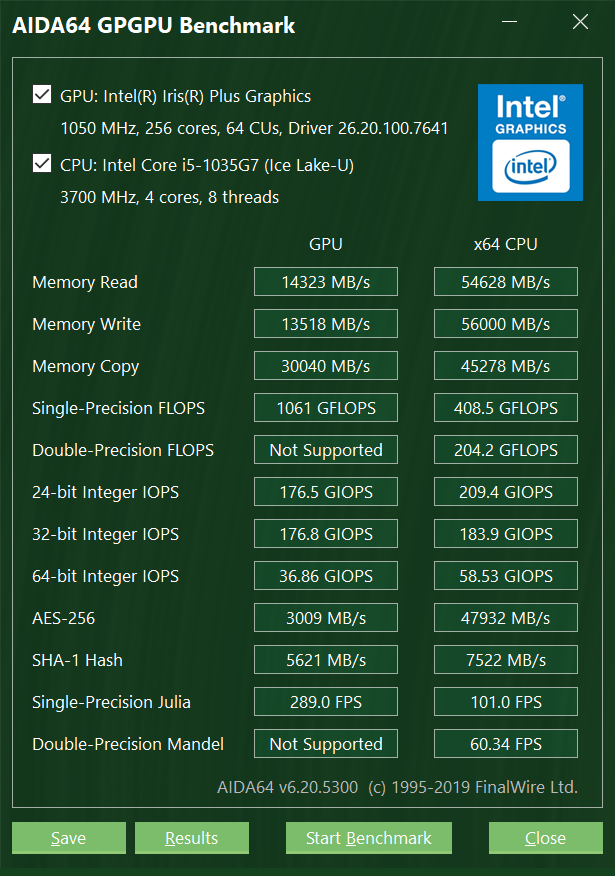 AIDA64 GPGPU Benchmark
GPU: Intel(R) Iris(R) Plus Graphics
1050 MHz, 256 cores, 64 CUs, Driver 26.20.100.7641
CPU: Intel Core i5-1035G7 (Ice Lake-U)
3700 MHz, 4 cores, 8 threads
Intel®
GRAPHICS
intel
GPU x64 CPU
Memory Read 14323 MB/s 54628 MB/s
Memory Write 13518 MB/s 56000 MB/s
Memory Copy 30040 MB/s 45278 MB/s
Single-Precision FLOPS 1061 GFLOPS 408.5 GFLOPS
Double-Precision FLOPS Not Supported 204.2 GFLOPS
24-bit Integer IOPS 176.5 GIOPS 209.4 GIOPS
32-bit Integer IOPS 176.8 GIOPS 183.9 GIOPS
64-bit Integer IOPS 36.86 GIOPS 58.53 GIOPS
AES-256 3009 MB/s 47932 MB/s
SHA-1 Hash 5621 MB/s 7522 MB/s
Single-Precision Julia 289.0 FPS 101.0 FPS
Double-Precision Mandel Not Supported 60.34 FPS
AIDA64 v6.20.5300 (c) 1995-2019 FinalWire Ltd.
Save Results Start Benchmark Close